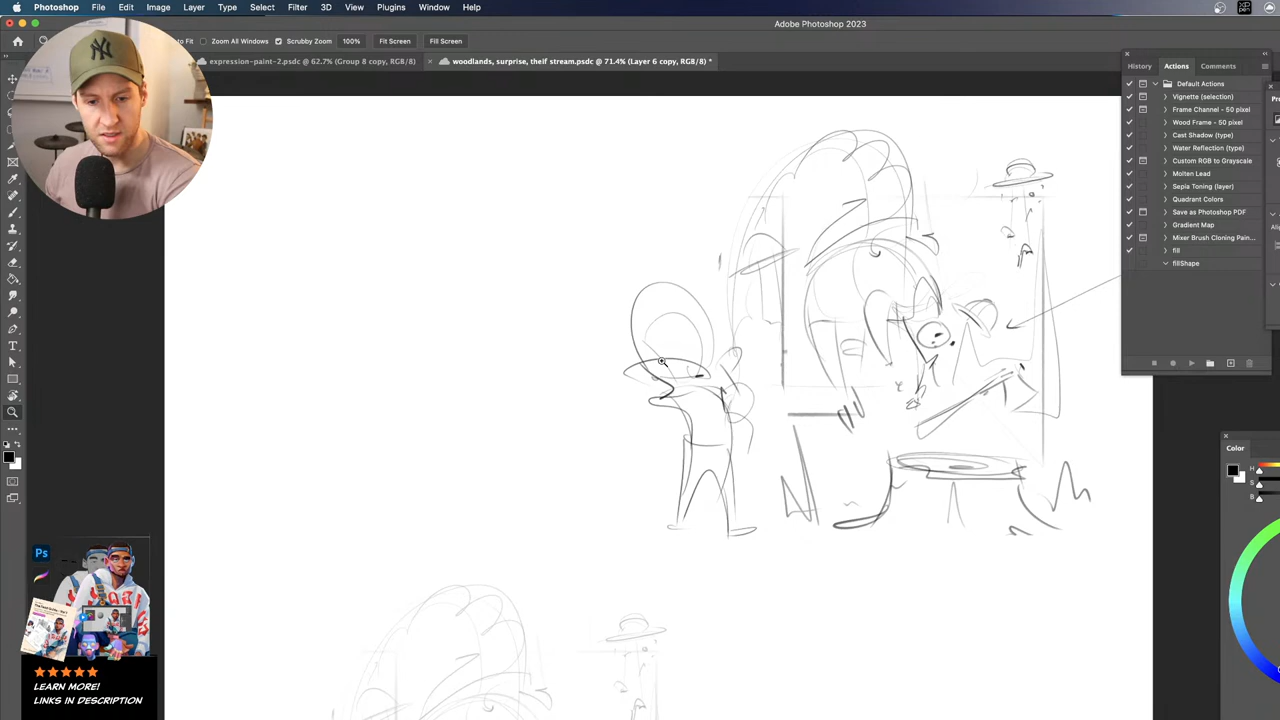 Photoshop File Edit Image Layer Type Select Filter 3D View Plugins Window Help
Adobe Photoshop 2023
to Fit Zoom All Windows Scrubby Zoom 100% Fit Screen Fill Screen
expression-paint-2.psdc @ 62.7% (Group 8 copy, RGB/8)
woodlands, surprise, theif stream.psdc @ 71.4% (Layer 6 copy, RGB/8) *
History Actions Comments
Default Actions
Vignette (selection)
Frame Channel - 50 pixel
Wood Frame - 50 pixel
Cast Shadow (type)
Water Reflection (type)
Custom RGB to Grayscale
Molten Lead
Sepia Toning (layer)
Quadrant Colors
Save as Photoshop PDF
Gradient Map
Mixer Brush Cloning Pain...
fill
fillShape
Color
H
S
B
Ps
LEARN MORE!
LINKS IN DESCRIPTION